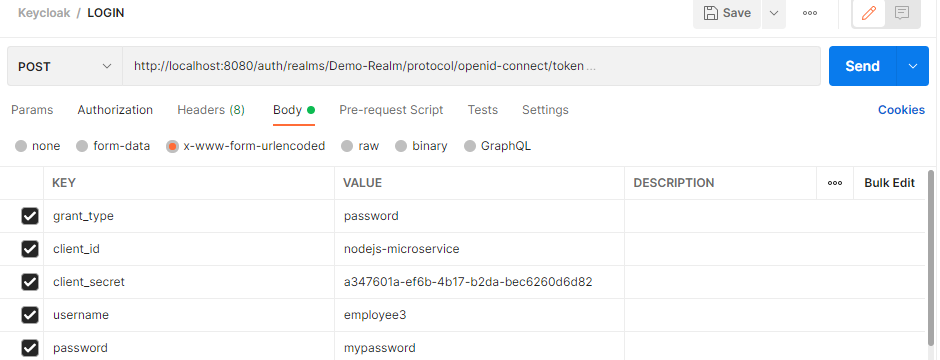 Keycloak / LOGIN
Save
POST
http://localhost:8080/auth/realms/Demo-Realm/protocol/openid-connect/token ...
Send
Params Authorization Headers (8) Body Pre-request Script Tests Settings Cookies
none form-data x-www-form-urlencoded raw binary GraphQL
KEY VALUE DESCRIPTION Bulk Edit
grant_type password
client_id nodejs-microservice
client_secret a347601a-ef6b-4b17-b2da-bec6260d6d82
username employee3
password mypassword